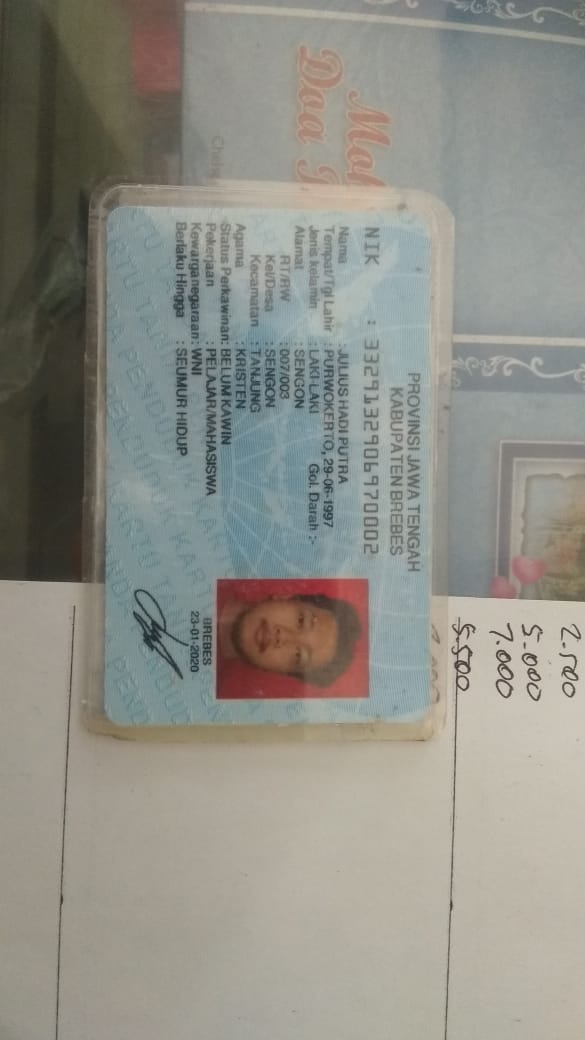 PROVINSI JAWA TENGAH
KABUPATEN BREBES
NIK : 3329132906970002
Nama : JULIUS HADI PUTRA
Tempat/Tgl Lahir : PURWOKERTO, 29-06-1997
Jenis kelamin : LAKI-LAKI Gol. Darah :-
Alamat : SENGON
RT/RW : 007/003
Kel/Desa : SENGON
Kecamatan : TANJUNG
Agama : KRISTEN
Status Perkawinan: BELUM KAWIN
Pekerjaan : PELAJAR/MAHASISWA
Kewarganegaraan: WNI
Berlaku Hingga : SEUMUR HIDUP
BREBES
23-01-2020
Doa
2.500
5.000
7.000
5.500